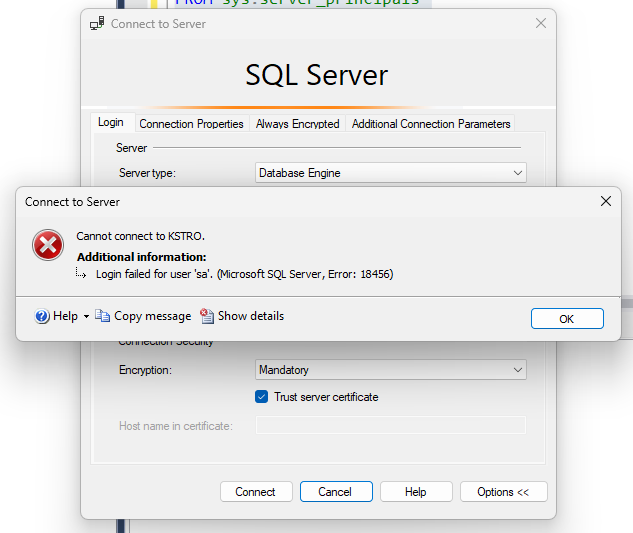 FROM sys.server_principals
Connect to Server
SQL Server
Login
Connection Properties
Always Encrypted
Additional Connection Parameters
Server
Server type:
Database Engine
Connect to Server
Cannot connect to KSTRO.
Additional information:
Login failed for user 'sa'. (Microsoft SQL Server, Error: 18456)
Help
Copy message
Show details
OK
Connection Security
Encryption:
Mandatory
Trust server certificate
Host name in certificate:
Connect
Cancel
Help
Options <<